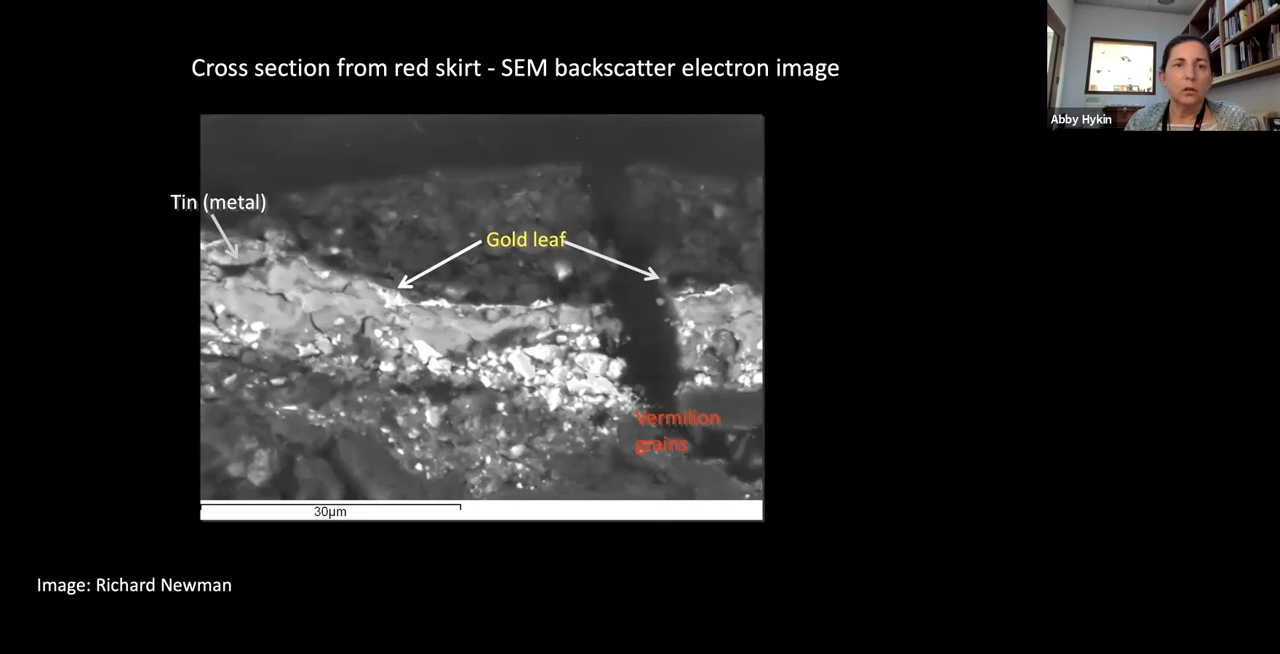 Cross section from red skirt - SEM backscatter electron image
Abby Hykin
Tin (metal)
Gold leaf
Vermilion
grains
30µm
Image: Richard Newman